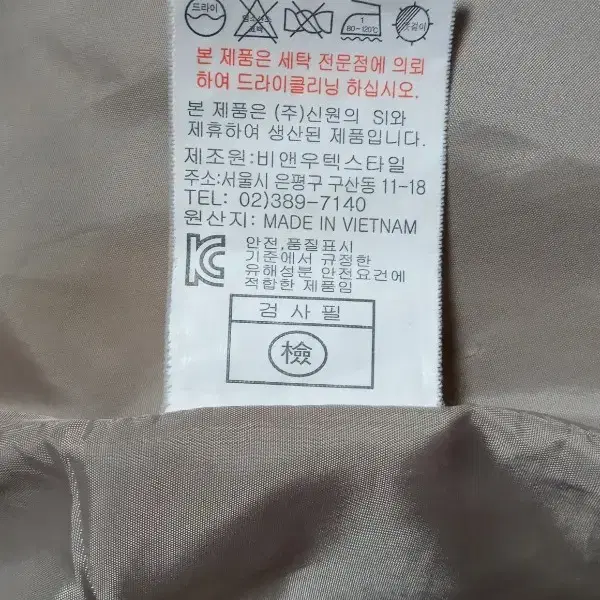 드라이
1
80-120℃
본 제품은 세탁 전문점에 의뢰
하여 드라이클리닝 하십시오.
본 제품은 (주)신원의 SI와
제휴하여 생산된 제품입니다.
제조원:비앤우텍스타일
주소:서울시 은평구 구산동 11-18
TEL: 02)389-7140
원산지: MADE IN VIETNAM
안전,품질표시
기준에서 규정한
유해성분 안전요건에
적합한 제품임
검 사 필
檢